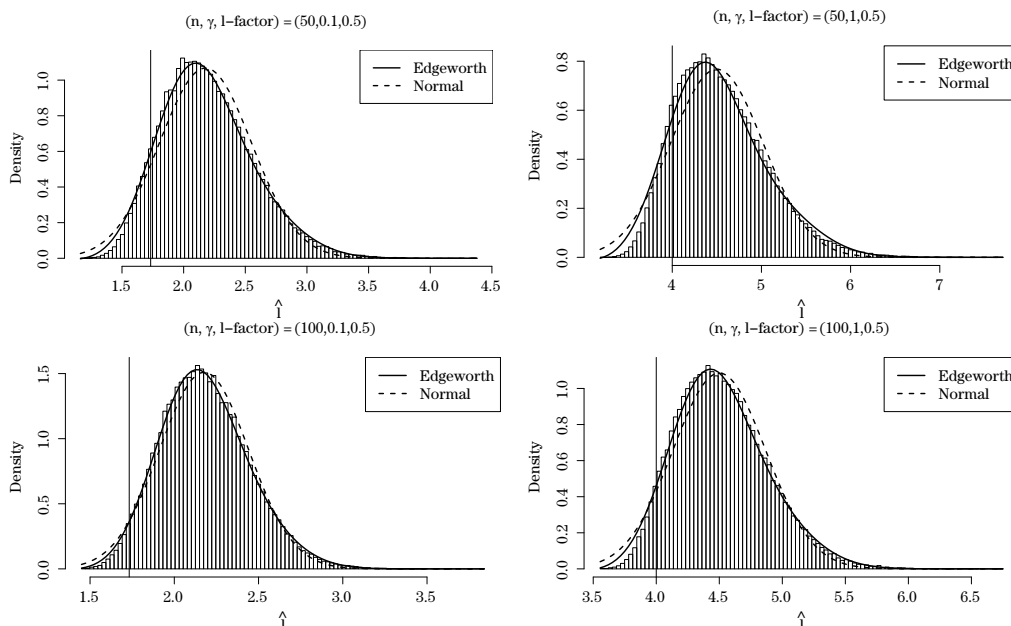 (n, γ, l−factor) = (50,0.1,0.5)
Edgeworth
Normal
Density
0.0 0.2 0.4 0.6 0.8 1.0
1.5 2.0 2.5 3.0 3.5 4.0 4.5
l̂
(n, γ, l−factor) = (50,1,0.5)
Edgeworth
Normal
Density
0.0 0.2 0.4 0.6 0.8
4 5 6 7
l̂
(n, γ, l−factor) = (100,0.1,0.5)
Edgeworth
Normal
Density
0.0 0.5 1.0 1.5
1.5 2.0 2.5 3.0 3.5
l̂
(n, γ, l−factor) = (100,1,0.5)
Edgeworth
Normal
Density
0.0 0.2 0.4 0.6 0.8 1.0
3.5 4.0 4.5 5.0 5.5 6.0 6.5
l̂